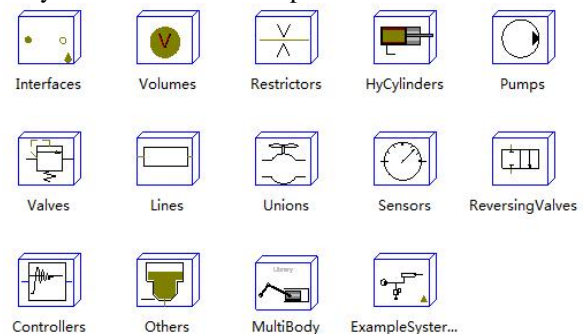 Interfaces Volumes Restrictors HyCylinders Pumps
V
Valves Lines Unions Sensors ReversingValves
Library
Controllers Others MultiBody ExampleSyster...